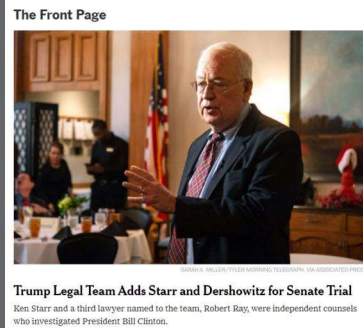 The Front Page
SARAH A. MILLER/TYLER MORNING TELEGRAPH, VIA ASSOCIATED PRESS
Trump Legal Team Adds Starr and Dershowitz for Senate Trial
Ken Starr and a third lawyer named to the team, Robert Ray, were independent counsels
who investigated President Bill Clinton.